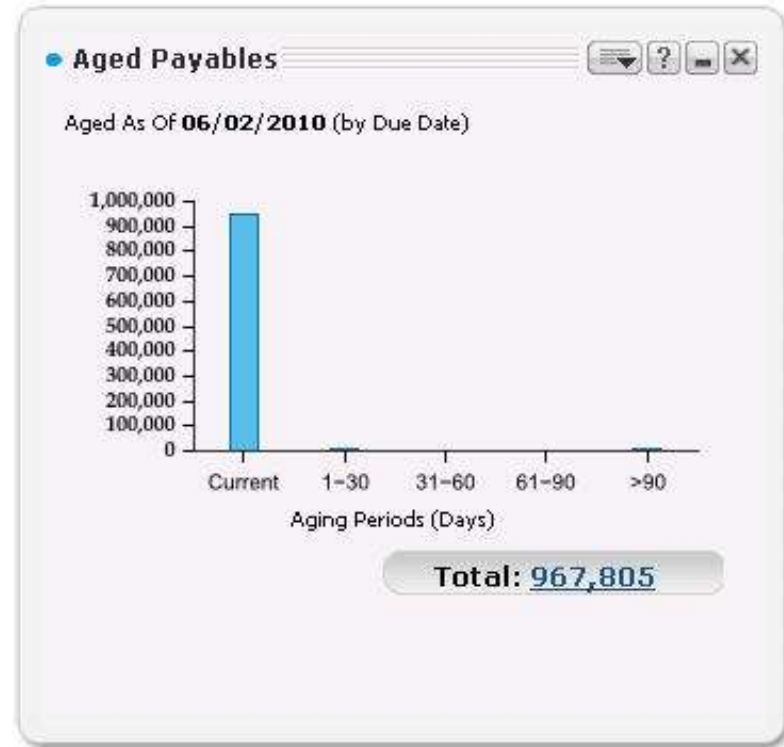 Aged Payables
?
Aged As Of 06/02/2010 (by Due Date)
1,000,000
900,000
800,000
700,000
600,000
500,000
400,000
300,000
200,000
100,000
0
Current 1-30 31-60 61-90 >90
Aging Periods (Days)
Total: 967,805